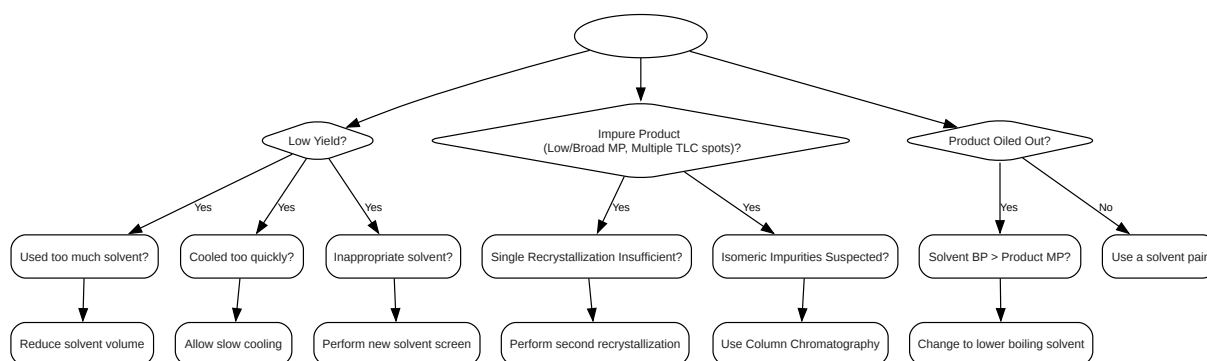 Low Yield?
Impure Product
(Low/Broad MP, Multiple TLC spots)?
Product Oiled Out?
Yes
Yes
Yes
Yes
Yes
Yes
No
Used too much solvent?
Cooled too quickly?
Inappropriate solvent?
Single Recrystallization Insufficient?
Isomeric Impurities Suspected?
Solvent BP > Product MP?
Use a solvent pair
Reduce solvent volume
Allow slow cooling
Perform new solvent screen
Perform second recrystallization
Use Column Chromatography
Change to lower boiling solvent